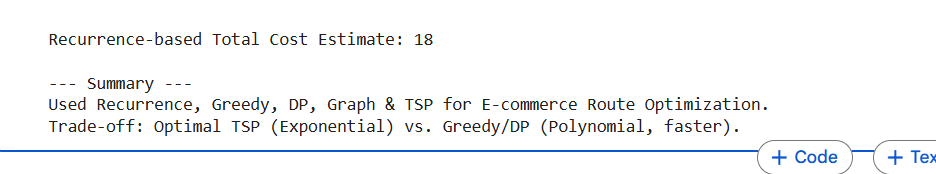 Recurrence-based Total Cost Estimate: 18
--- Summary ---
Used Recurrence, Greedy, DP, Graph & TSP for E-commerce Route Optimization.
Trade-off: Optimal TSP (Exponential) vs. Greedy/DP (Polynomial, faster).
+ Code + Tex